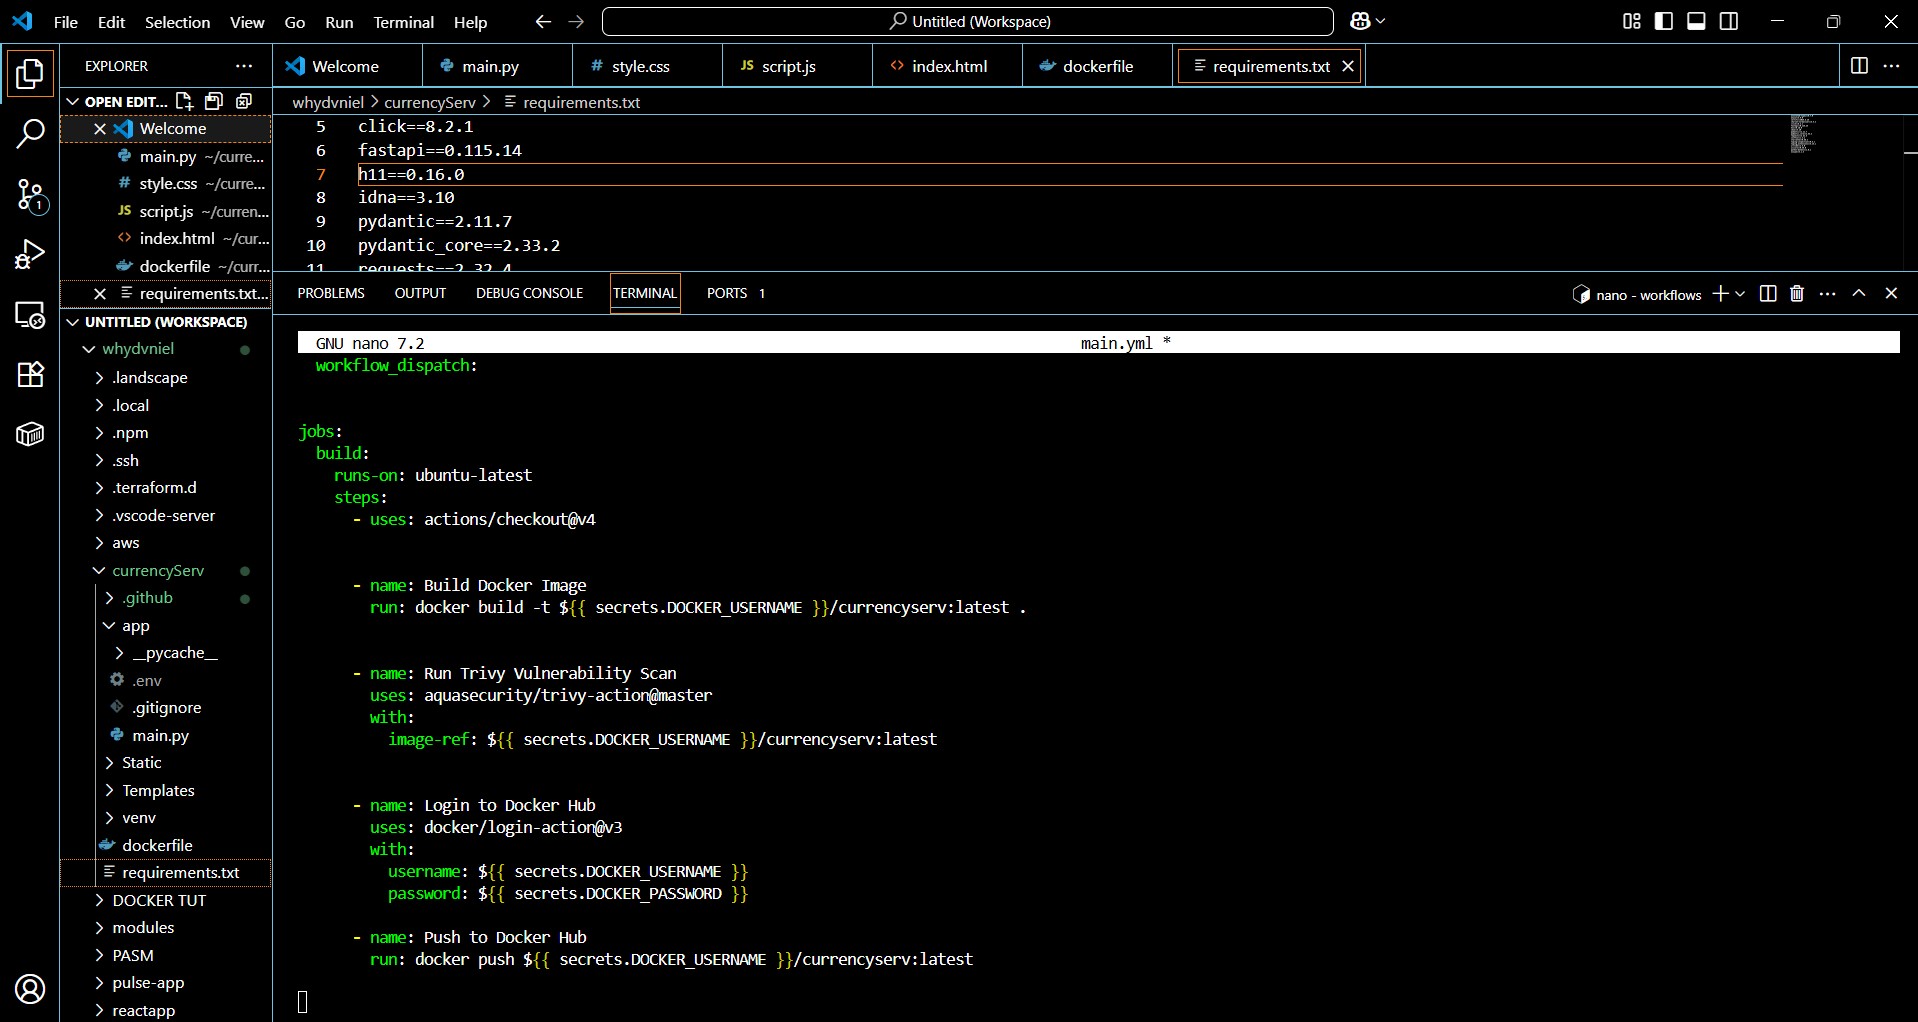 File Edit Selection View Go Run Terminal Help
Untitled (Workspace)
EXPLORER
Welcome
main.py
# style.css
JS script.js
<> index.html
dockerfile
requirements.txt
OPEN EDIT...
Welcome
main.py ~/curre...
# style.css ~/curre...
JS script.js ~/curren...
<> index.html ~/cur...
dockerfile ~/curr...
requirements.txt...
UNTITLED (WORKSPACE)
whydvniel
.landscape
.local
.npm
.ssh
.terraform.d
.vscode-server
aws
currencyServ
.github
app
__pycache__
.env
.gitignore
main.py
Static
Templates
venv
dockerfile
requirements.txt
DOCKER TUT
modules
PASM
pulse-app
reactapp
1
whydvniel > currencyServ > requirements.txt
5 click==8.2.1
6 fastapi==0.115.14
7 h11==0.16.0
8 idna==3.10
9 pydantic==2.11.7
10 pydantic_core==2.33.2
11 requests==2.32.4
PROBLEMS OUTPUT DEBUG CONSOLE TERMINAL PORTS 1
nano - workflows
GNU nano 7.2 main.yml *
workflow_dispatch:
jobs:
build:
runs-on: ubuntu-latest
steps:
- uses: actions/checkout@v4
- name: Build Docker Image
run: docker build -t ${{ secrets.DOCKER_USERNAME }}/currencyserv:latest .
- name: Run Trivy Vulnerability Scan
uses: aquasecurity/trivy-action@master
with:
image-ref: ${{ secrets.DOCKER_USERNAME }}/currencyserv:latest
- name: Login to Docker Hub
uses: docker/login-action@v3
with:
username: ${{ secrets.DOCKER_USERNAME }}
password: ${{ secrets.DOCKER_PASSWORD }}
- name: Push to Docker Hub
run: docker push ${{ secrets.DOCKER_USERNAME }}/currencyserv:latest